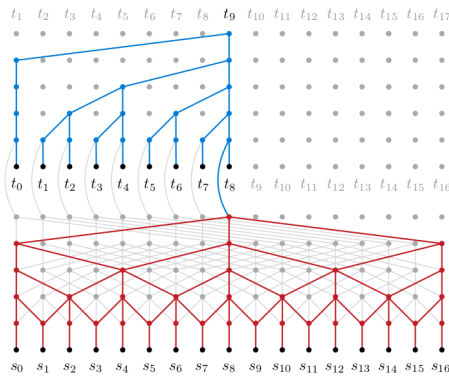 t₁ t₂ t₃ t₄ t₅ t₆ t₇ t₈ t₉ t₁₀ t₁₁ t₁₂ t₁₃ t₁₄ t₁₅ t₁₆ t₁₇
t₀ t₁ t₂ t₃ t₄ t₅ t₆ t₇ t₈ t₉ t₁₀ t₁₁ t₁₂ t₁₃ t₁₄ t₁₅ t₁₆
s₀ s₁ s₂ s₃ s₄ s₅ s₆ s₇ s₈ s₉ s₁₀ s₁₁ s₁₂ s₁₃ s₁₄ s₁₅ s₁₆